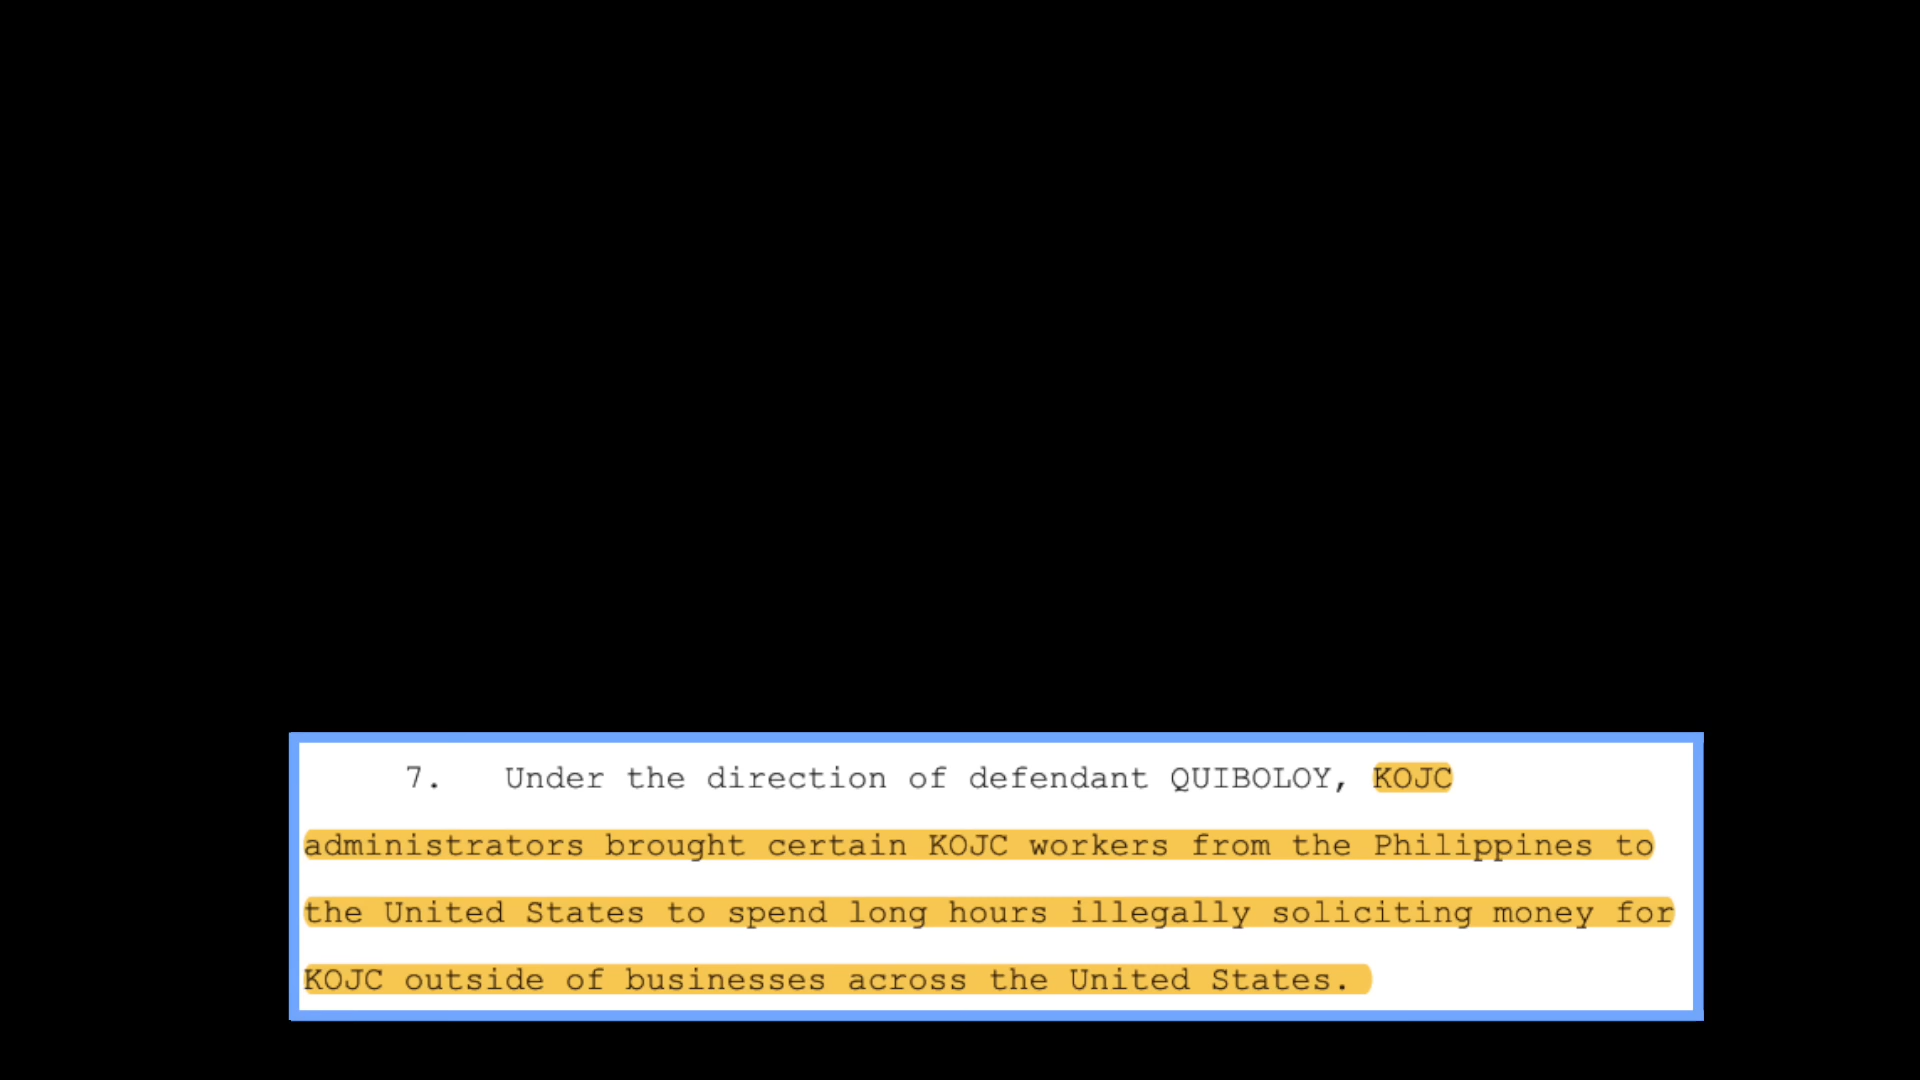 7. Under the direction of defendant QUIBOLOY, KOJC
administrators brought certain KOJC workers from the Philippines to
the United States to spend long hours illegally soliciting money for
KOJC outside of businesses across the United States.